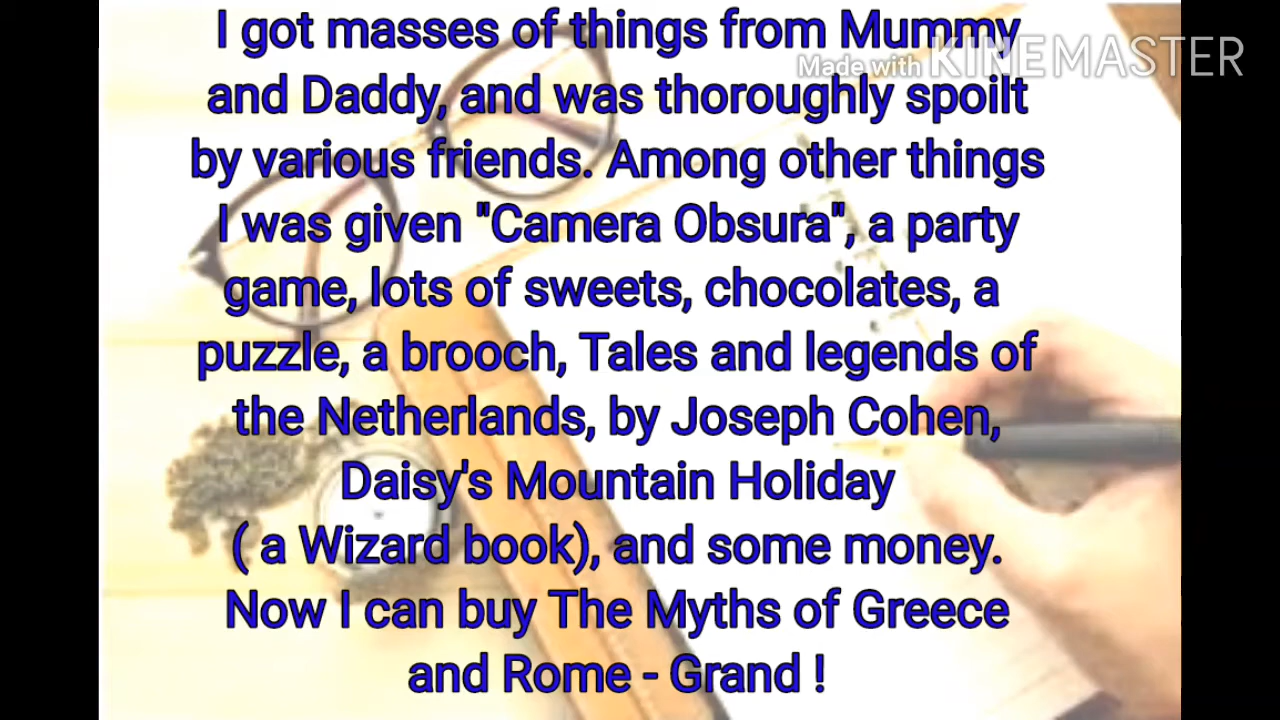 I got masses of things from Mummy
Made with KINEMASTER
and Daddy, and was thoroughly spoilt
by various friends. Among other things
I was given "Camera Obsura", a party
game, lots of sweets, chocolates, a
puzzle, a brooch, Tales and legends of
the Netherlands, by Joseph Cohen,
Daisy's Mountain Holiday
( a Wizard book), and some money.
Now I can buy The Myths of Greece
and Rome - Grand !